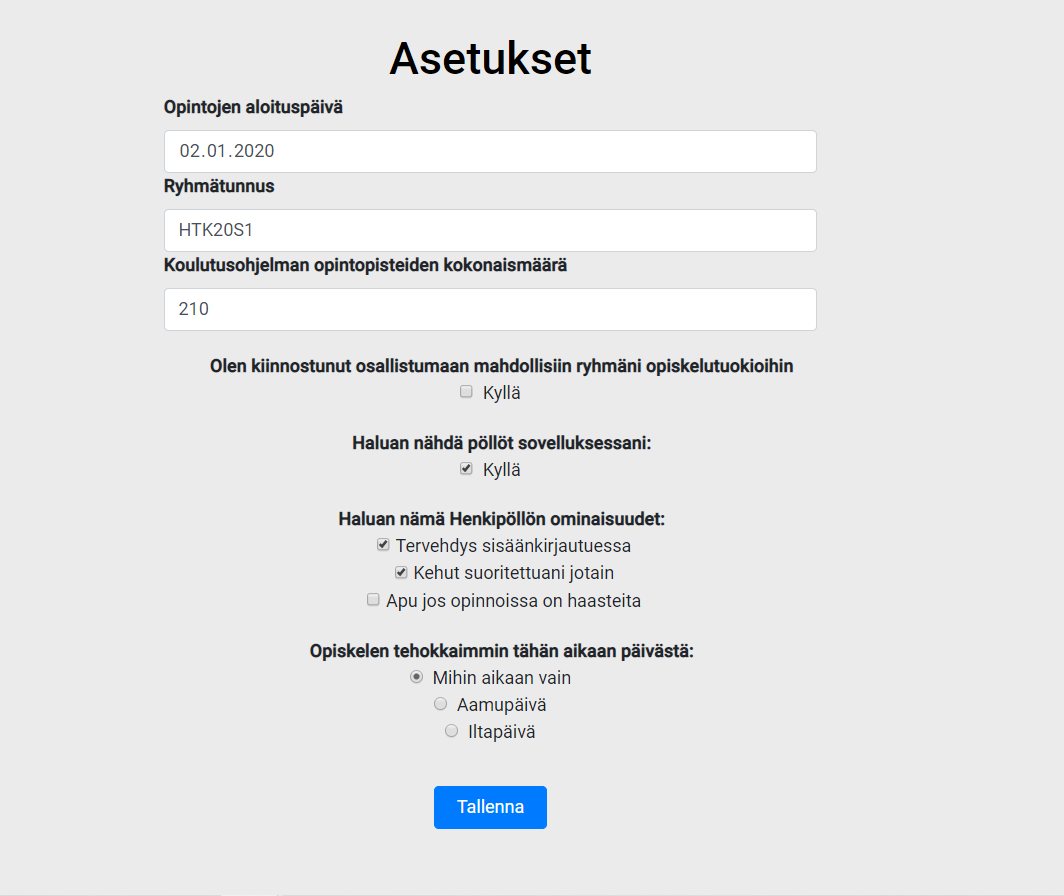 Asetukset
Opintojen aloituspäivä
02.01.2020
Ryhmätunnus
HTK20S1
Koulutusohjelman opintopisteiden kokonaismäärä
210
Olen kiinnostunut osallistumaan mahdollisiin ryhmäni opiskelutuokioihin
Kyllä
Haluan nähdä pöllöt sovelluksessani:
Kyllä
Haluan nämä Henkipöllön ominaisuudet:
Tervehdys sisäänkirjautuessa
Kehut suoritettuani jotain
Apu jos opinnoissa on haasteita
Opiskelen tehokkaimmin tähän aikaan päivästä:
Mihin aikaan vain
Aamupäivä
Iltapäivä
Tallenna